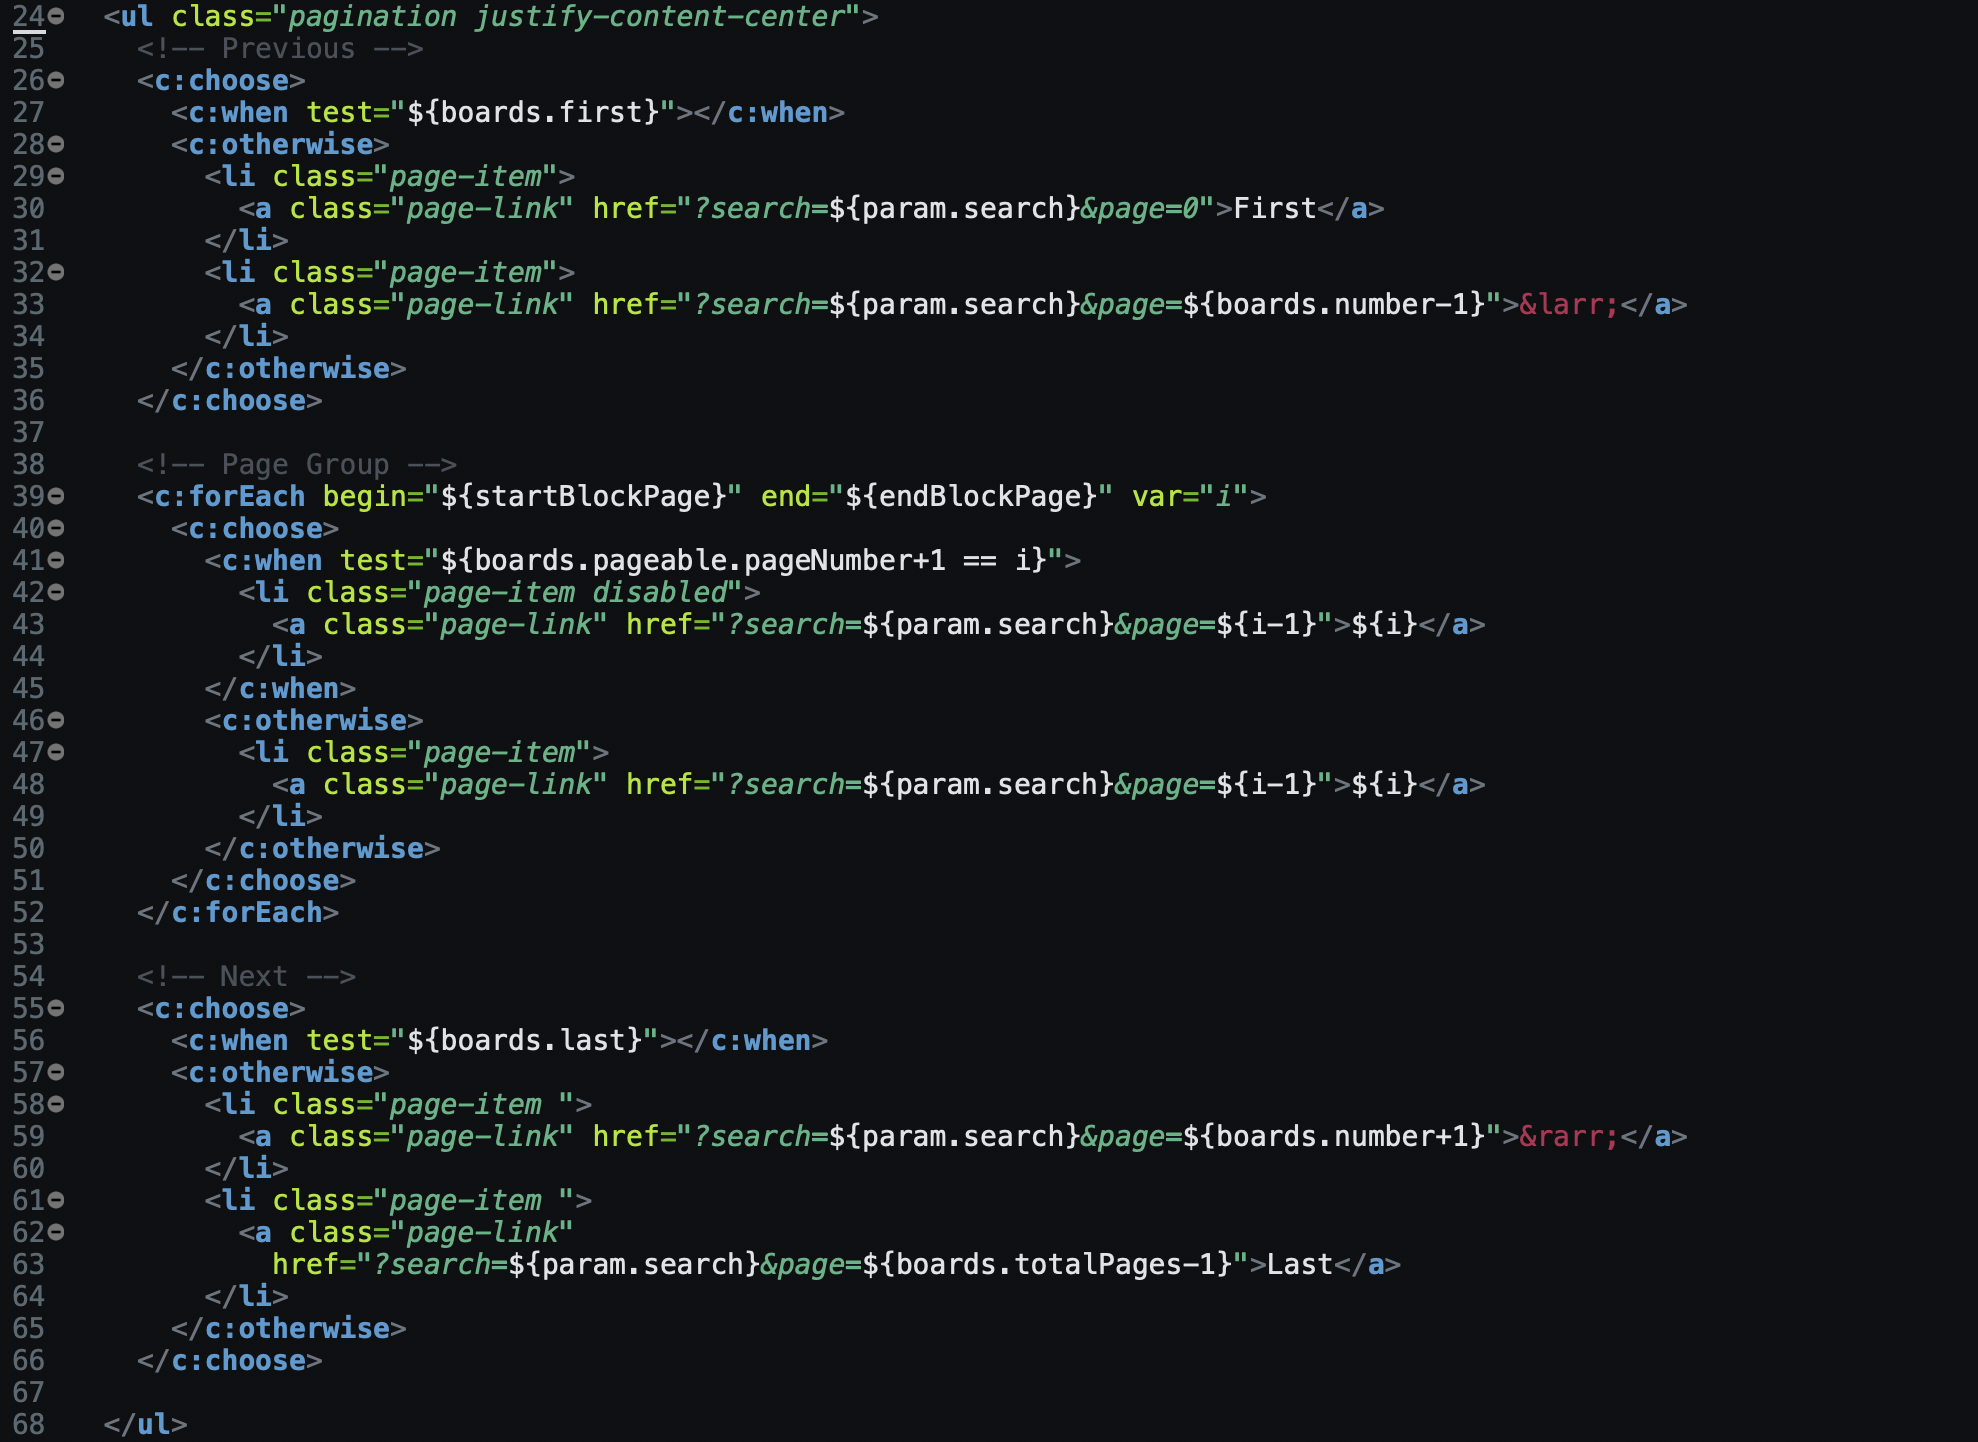 24 <ul class="pagination justify-content-center">
25 <!-- Previous -->
26 <c:choose>
27 <c:when test="${boards.first}"></c:when>
28 <c:otherwise>
29 <li class="page-item">
30 <a class="page-link" href="?search=${param.search}&page=0">First</a>
31 </li>
32 <li class="page-item">
33 <a class="page-link" href="?search=${param.search}&page=${boards.number-1}">&larr;</a>
34 </li>
35 </c:otherwise>
36 </c:choose>
37
38 <!-- Page Group -->
39 <c:forEach begin="${startBlockPage}" end="${endBlockPage}" var="i">
40 <c:choose>
41 <c:when test="${boards.pageable.pageNumber+1 == i}">
42 <li class="page-item disabled">
43 <a class="page-link" href="?search=${param.search}&page=${i-1}">${i}</a>
44 </li>
45 </c:when>
46 <c:otherwise>
47 <li class="page-item">
48 <a class="page-link" href="?search=${param.search}&page=${i-1}">${i}</a>
49 </li>
50 </c:otherwise>
51 </c:choose>
52 </c:forEach>
53
54 <!-- Next -->
55 <c:choose>
56 <c:when test="${boards.last}"></c:when>
57 <c:otherwise>
58 <li class="page-item ">
59 <a class="page-link" href="?search=${param.search}&page=${boards.number+1}">&rarr;</a>
60 </li>
61 <li class="page-item ">
62 <a class="page-link"
63 href="?search=${param.search}&page=${boards.totalPages-1}">Last</a>
64 </li>
65 </c:otherwise>
66 </c:choose>
67
68 </ul>